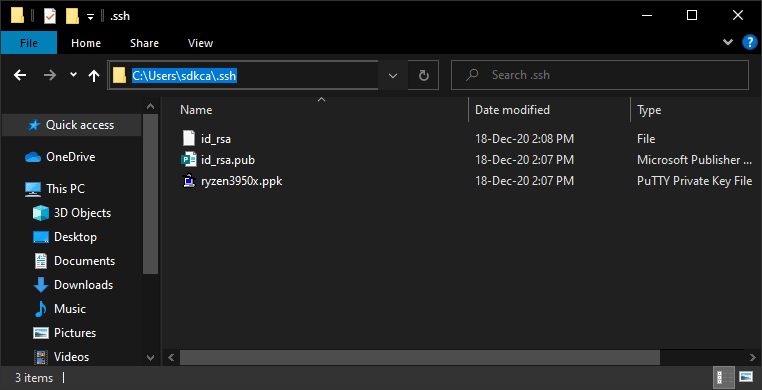 .ssh
File Home Share View
C:\Users\sdkca\.ssh
Search .ssh
Name Date modified Type
Quick access
OneDrive
This PC
3D Objects
Desktop
Documents
Downloads
Music
Pictures
Videos
id_rsa 18-Dec-20 2:08 PM File
id_rsa.pub 18-Dec-20 2:07 PM Microsoft Publisher ...
ryzen3950x.ppk 18-Dec-20 2:07 PM PuTTY Private Key File
3 items